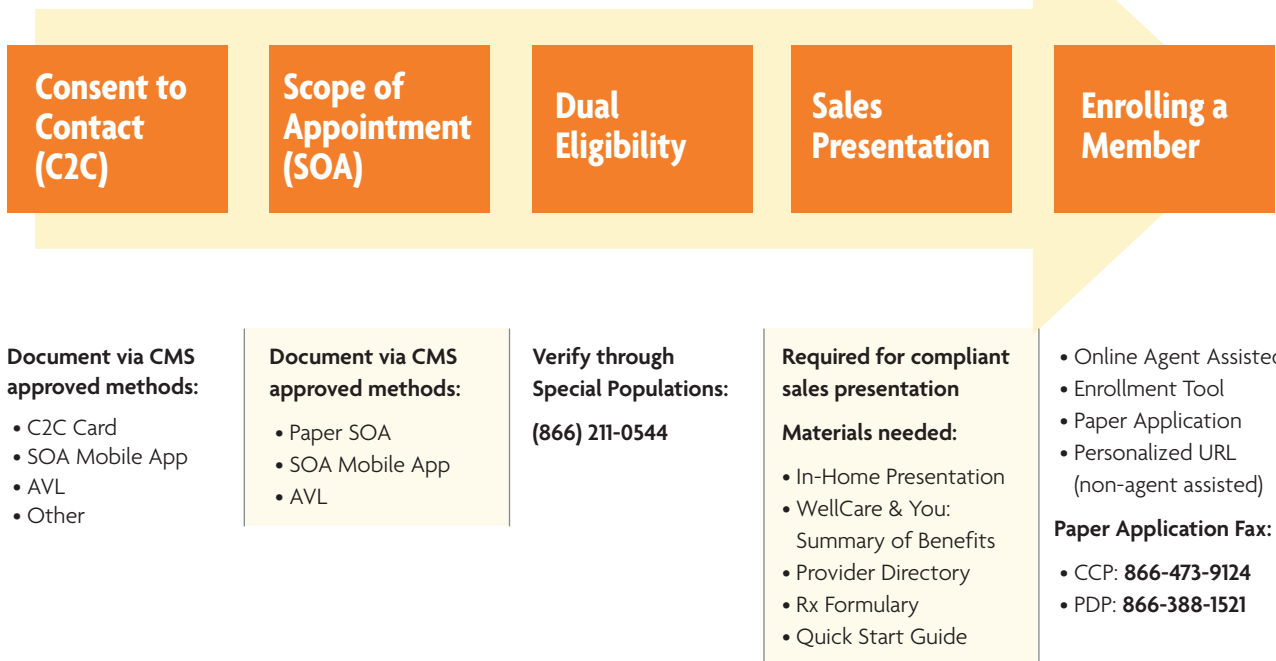 Consent to
Contact
(C2C)
Scope of
Appointment
(SOA)
Dual
Eligibility
Sales
Presentation
Enrolling a
Member
Document via CMS
approved methods:
• C2C Card
• SOA Mobile App
• AVL
• Other
Document via CMS
approved methods:
• Paper SOA
• SOA Mobile App
• AVL
Verify through
Special Populations:
(866) 211-0544
Required for compliant
sales presentation
Materials needed:
• In-Home Presentation
• WellCare & You:
Summary of Benefits
• Provider Directory
• Rx Formulary
• Quick Start Guide
• Online Agent Assisted
• Enrollment Tool
• Paper Application
• Personalized URL
(non-agent assisted)
Paper Application Fax:
• CCP: 866-473-9124
• PDP: 866-388-1521